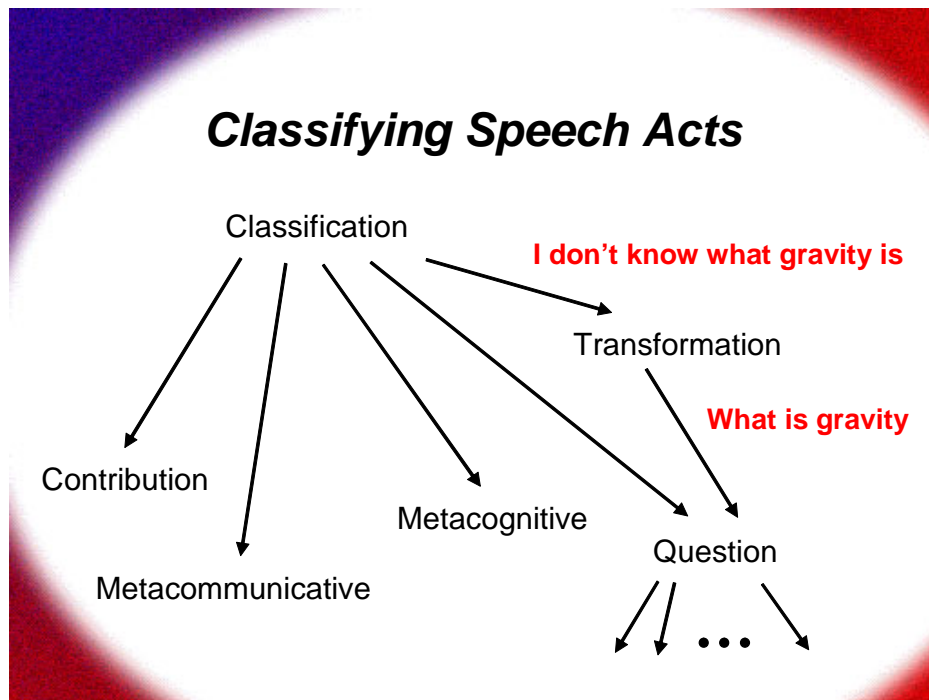 Classifying Speech Acts
Classification
I don't know what gravity is
Transformation
What is gravity
Contribution
Metacognitive
Question
Metacommunicative
•••